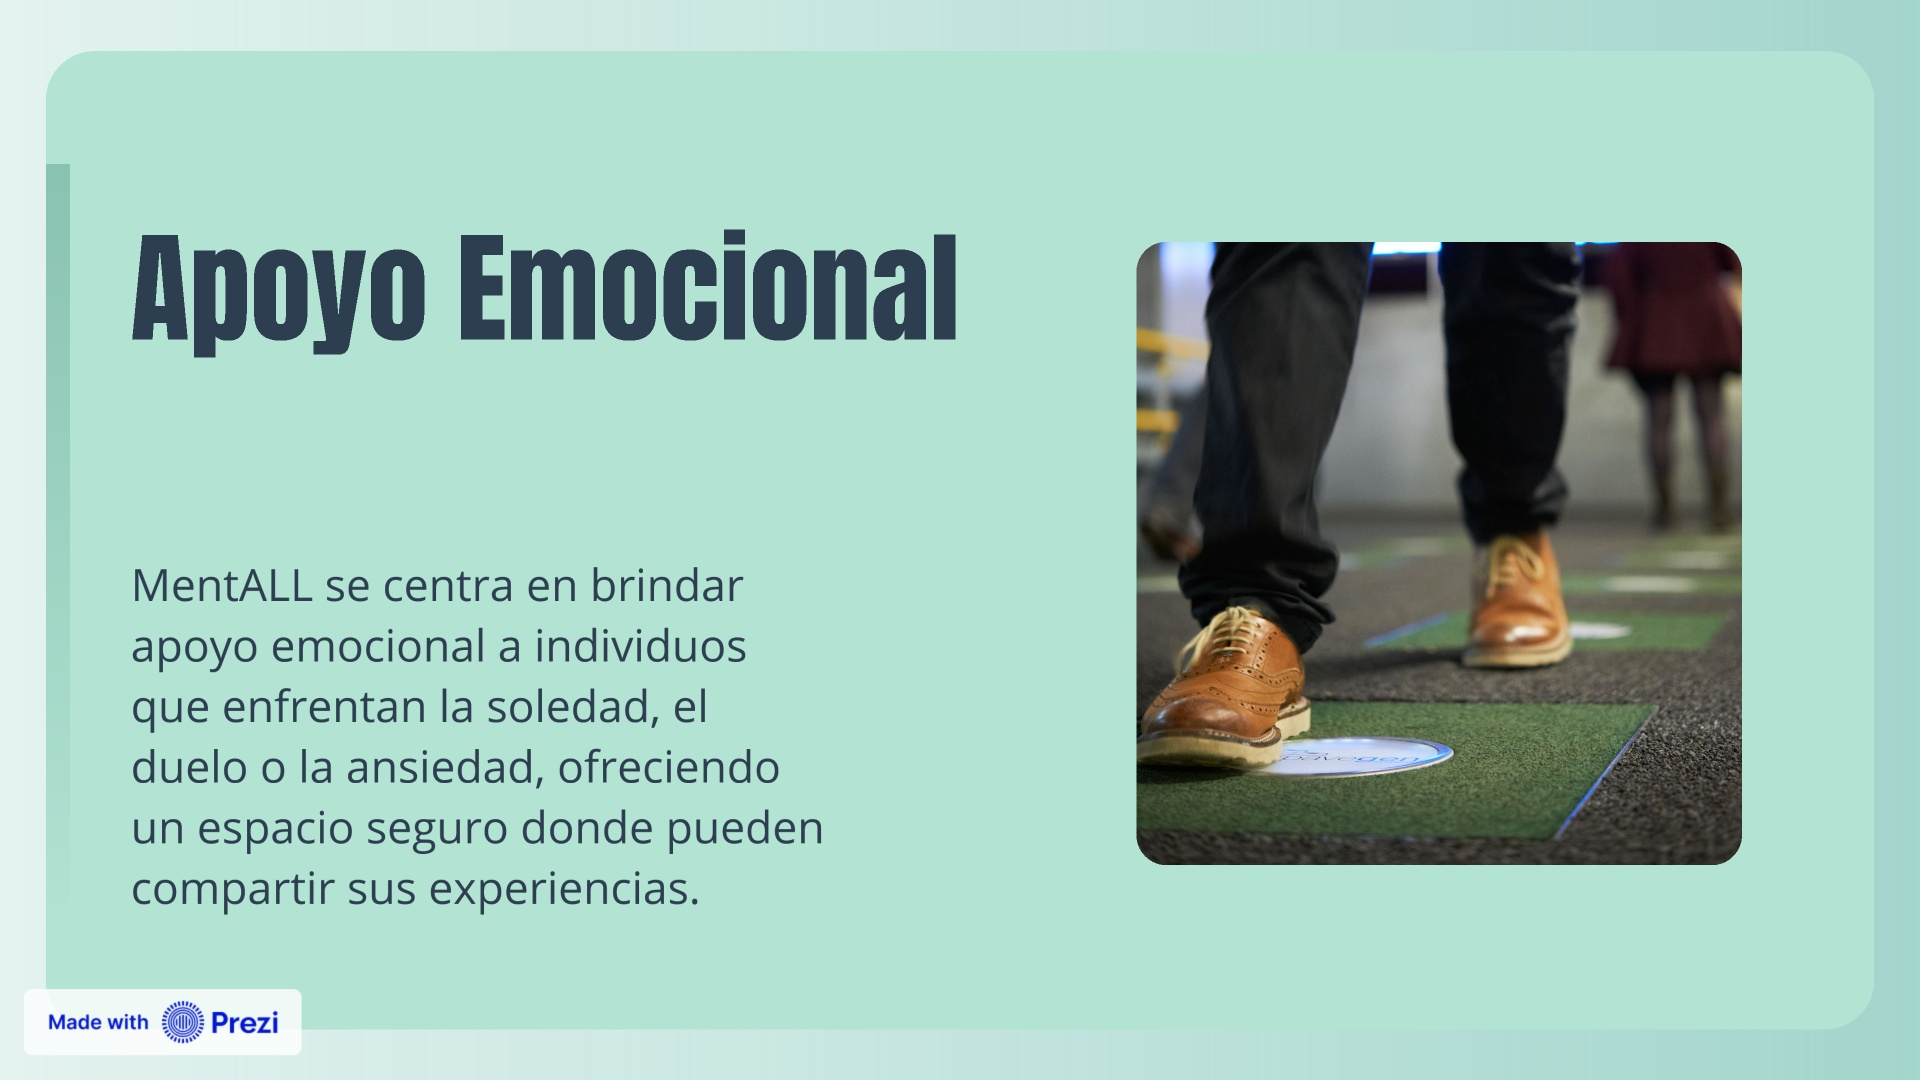 Apoyo Emocional
MentALL se centra en brindar
apoyo emocional a individuos
que enfrentan la soledad, el
duelo o la ansiedad, ofreciendo
un espacio seguro donde pueden
compartir sus experiencias.
pavegen
Made with Prezi